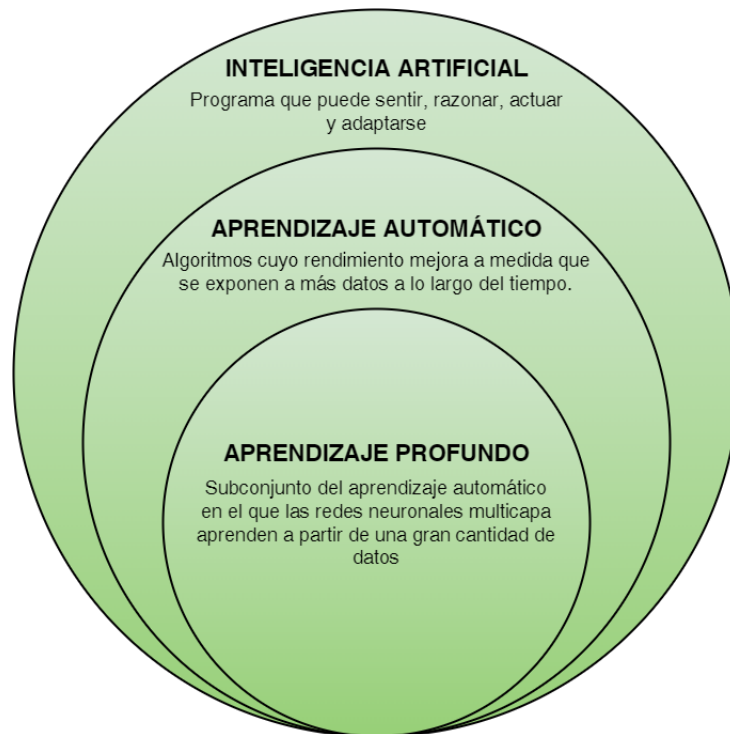 INTELIGENCIA ARTIFICIAL
Programa que puede sentir, razonar, actuar
y adaptarse
APRENDIZAJE AUTOMÁTICO
Algoritmos cuyo rendimiento mejora a medida que
se exponen a más datos a lo largo del tiempo.
APRENDIZAJE PROFUNDO
Subconjunto del aprendizaje automático
en el que las redes neuronales multicapa
aprenden a partir de una gran cantidad de
datos